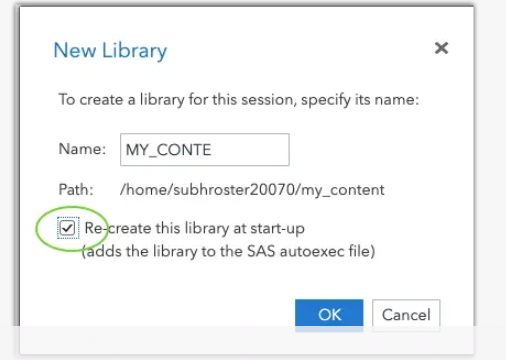 New Library
To create a library for this session, specify its name:
Name: MY_CONTE
Path: /home/subhroster20070/my_content
Re-create this library at start-up
(adds the library to the SAS autoexec file)
OK Cancel